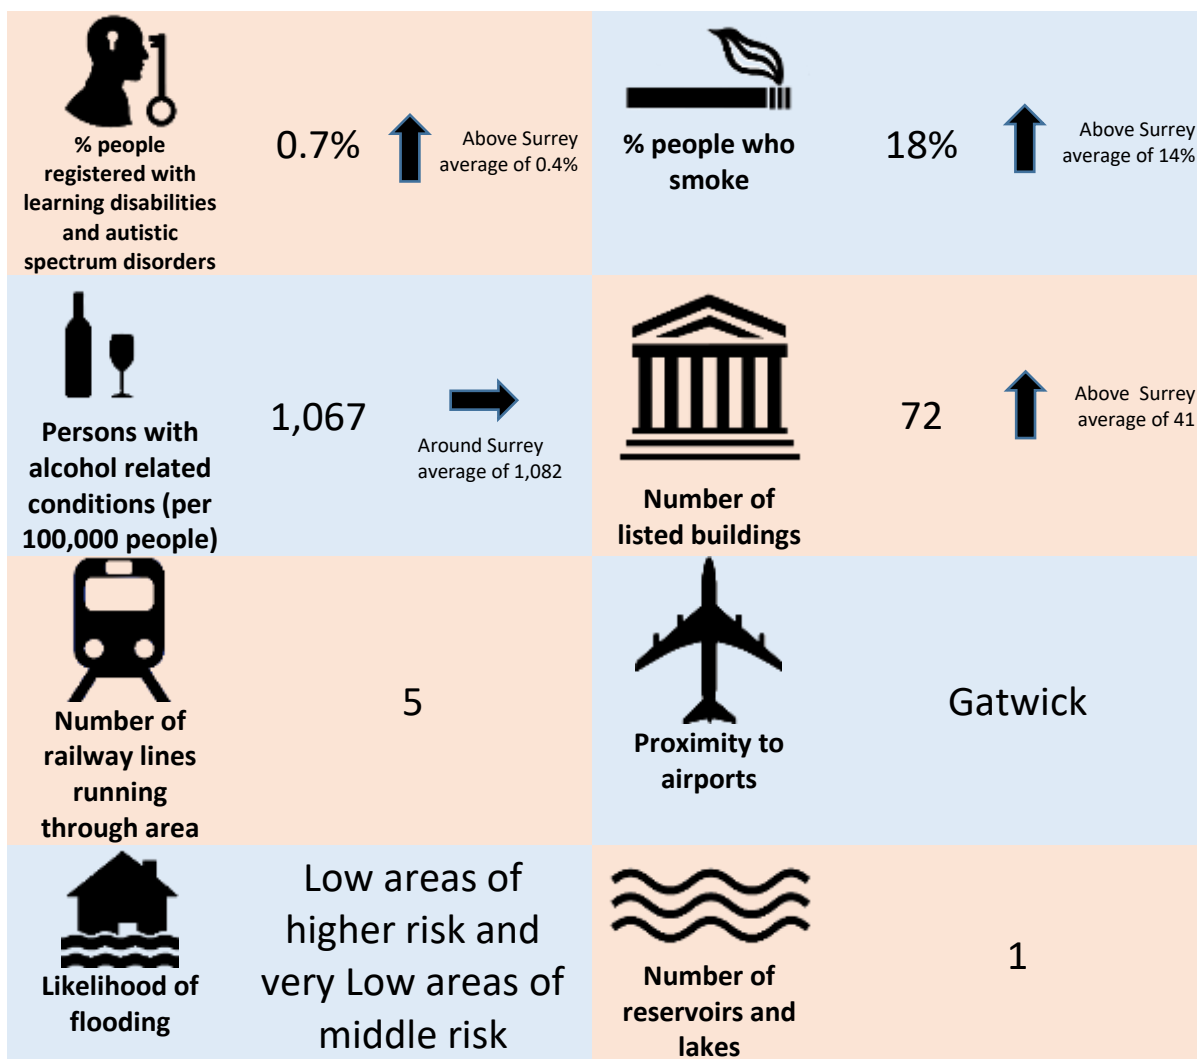 % people
registered with
learning disabilities
and autistic
spectrum disorders
0.7%
Above Surrey
average of 0.4%
% people who
smoke
18%
Above Surrey
average of 14%
Persons with
alcohol related
conditions (per
100,000 people)
1,067
Around Surrey
average of 1,082
Number of
listed buildings
72
Above Surrey
average of 41
Number of
railway lines
running
through area
5
Proximity to
airports
Gatwick
Likelihood of
flooding
Low areas of
higher risk and
very Low areas of
middle risk
Number of
reservoirs and
lakes
1